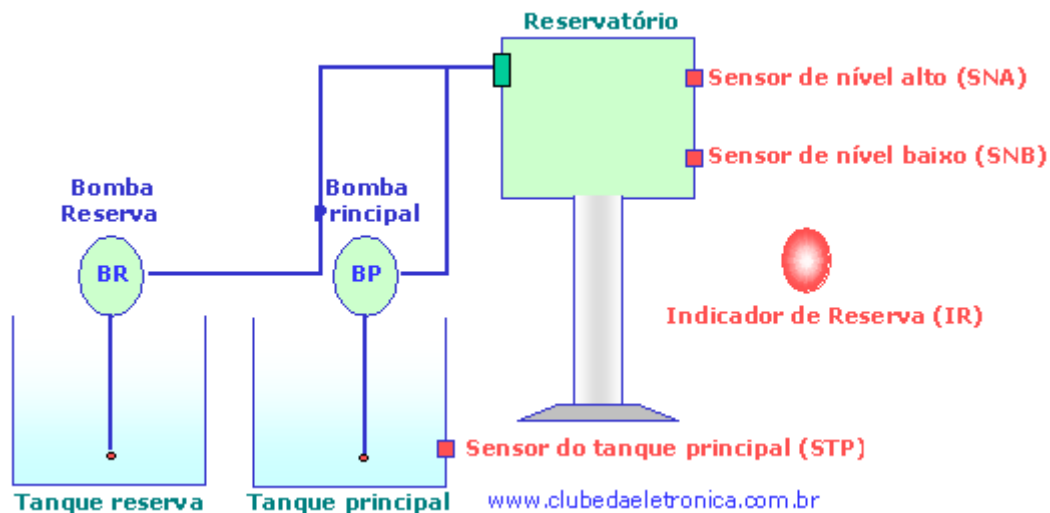 Reservatório
Sensor de nível alto (SNA)
Sensor de nível baixo (SNB)
Bomba
Reserva
Bomba
Principal
BR
BP
Indicador de Reserva (IR)
Sensor do tanque principal (STP)
Tanque reserva
Tanque principal
www.clubedaeletronica.com.br